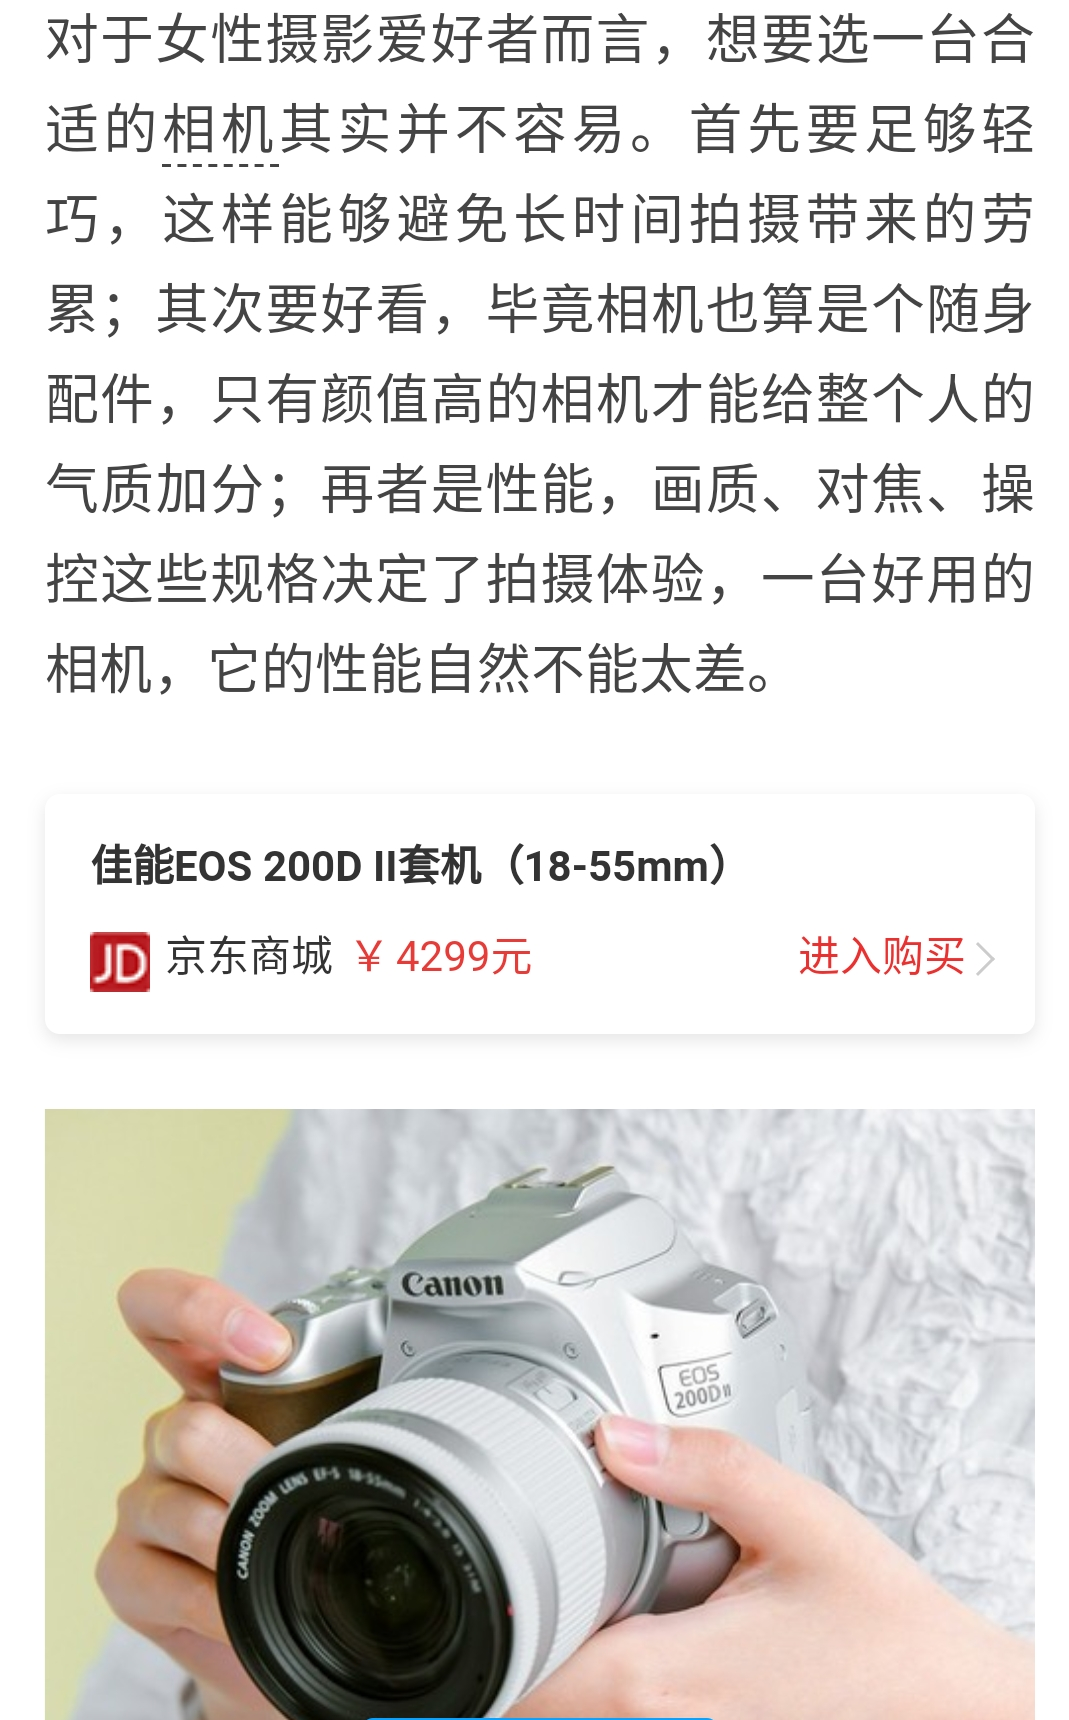 对于女性摄影爱好者而言，想要选一台合
适的相机其实并不容易。首先要足够轻
巧，这样能够避免长时间拍摄带来的劳
累；其次要好看，毕竟相机也算是个随身
配件，只有颜值高的相机才能给整个人的
气质加分；再者是性能，画质、对焦、操
控这些规格决定了拍摄体验，一台好用的
相机，它的性能自然不能太差。
佳能EOS 200D II套机（18-55mm）
JD 京东商城 ¥ 4299元 进入购买
Canon
EOS
200D II
CANON ZOOM LENS EF-S 18-55mm